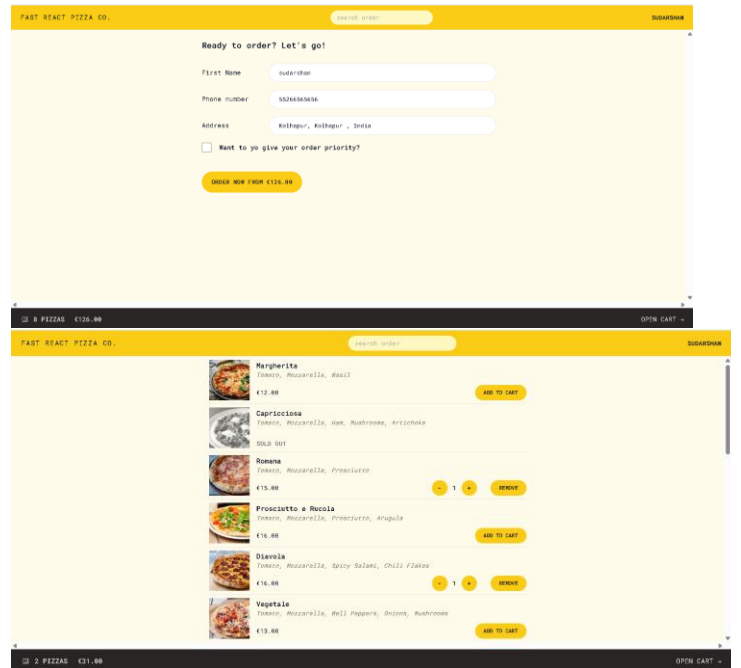 FAST REACT PIZZA CO.
search order
SUDARSHAN
Ready to order? Let's go!
First Name
sudarshan
Phone number
55266565656
Address
Kolhapur, Kolhapur , India
Want to yo give your order priority?
ORDER NOW FROM €126.00
8 PIZZAS €126.00
OPEN CART →
FAST REACT PIZZA CO.
search order
SUDARSHAN
Margherita
Tomato, Mozzarella, Basil
€12.00
ADD TO CART
Capricciosa
Tomato, Mozzarella, Ham, Mushrooms, Artichoke
SOLD OUT
Romana
Tomato, Mozzarella, Prosciutto
€15.00
- 1 +
REMOVE
Prosciutto e Rucola
Tomato, Mozzarella, Prosciutto, Arugula
€16.00
ADD TO CART
Diavola
Tomato, Mozzarella, Spicy Salami, Chili Flakes
€16.00
- 1 +
REMOVE
Vegetale
Tomato, Mozzarella, Bell Peppers, Onions, Mushrooms
€13.00
ADD TO CART
2 PIZZAS €31.00
OPEN CART →